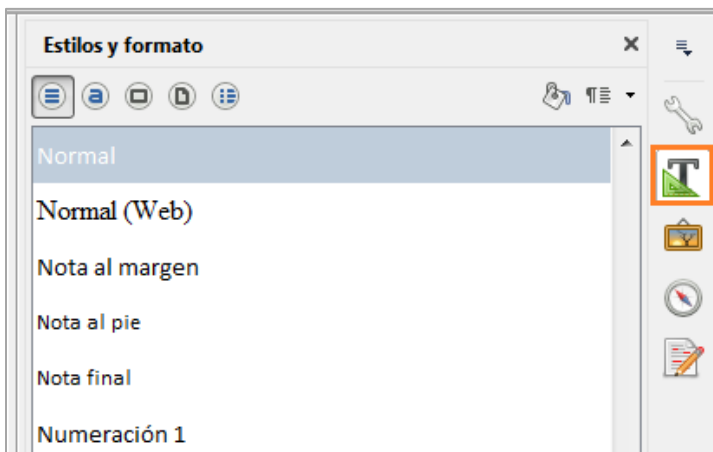 Estilos y formato
Normal
Normal (Web)
Nota al margen
Nota al pie
Nota final
Numeración 1